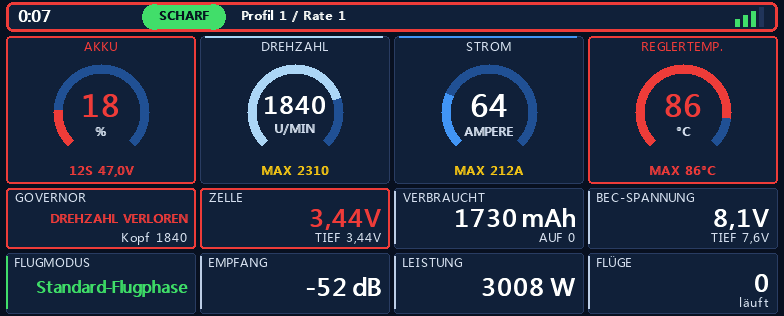 0:07 SCHARF Profil 1 / Rate 1
AKKU
18
%
12S 47,0V
DREHZAHL
1840
U/MIN
MAX 2310
STROM
64
AMPERE
MAX 212A
REGLERTEMP.
86
°C
MAX 86°C
GOVERNOR
DREHZAHL VERLOREN
Kopf 1840
ZELLE
3,44V
TIEF 3,44V
VERBRAUCHT
1730 mAh
AUF 0
BEC-SPANNUNG
8,1V
TIEF 7,6V
FLUGMODUS
Standard-Flugphase
EMPFANG
-52 dB
LEISTUNG
3008 W
FLÜGE
0
läuft